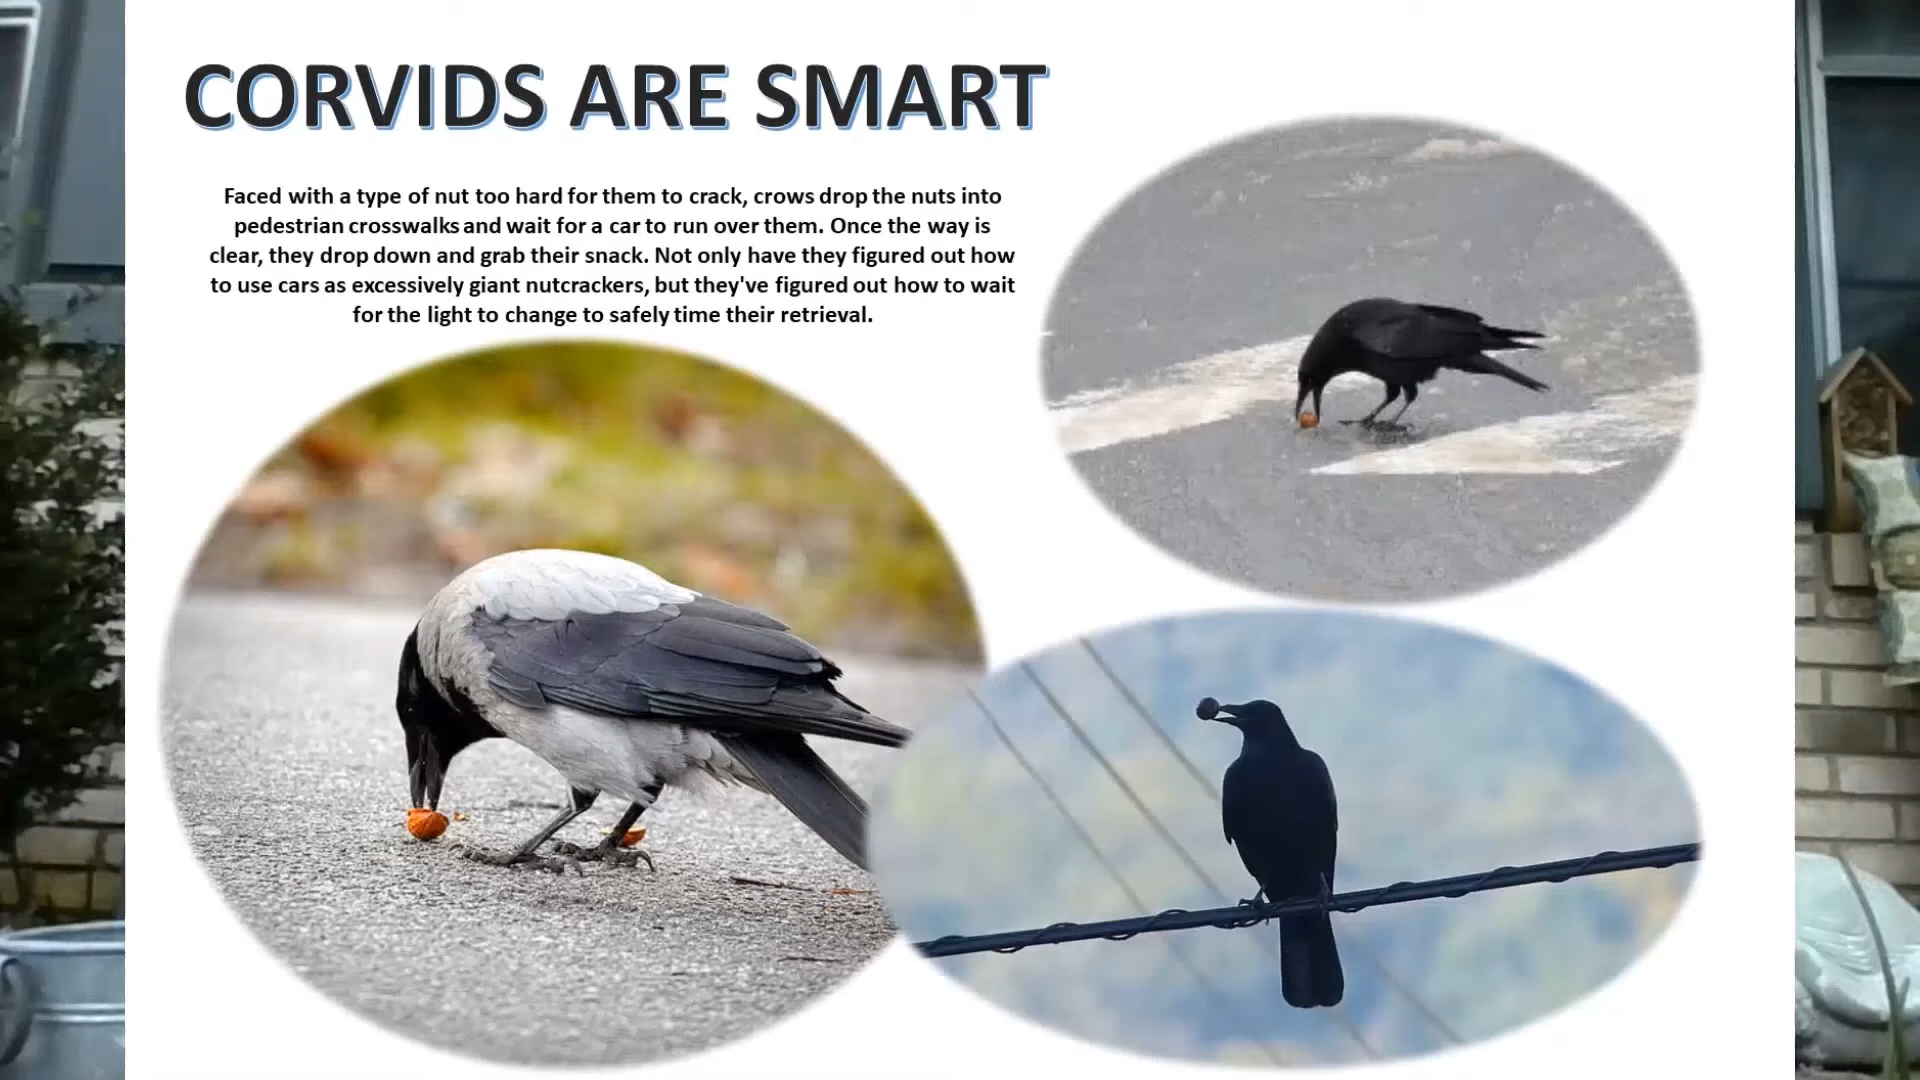 CORVIDS ARE SMART
Faced with a type of nut too hard for them to crack, crows drop the nuts into
pedestrian crosswalks and wait for a car to run over them. Once the way is
clear, they drop down and grab their snack. Not only have they figured out how
to use cars as excessively giant nutcrackers, but they've figured out how to wait
for the light to change to safely time their retrieval.